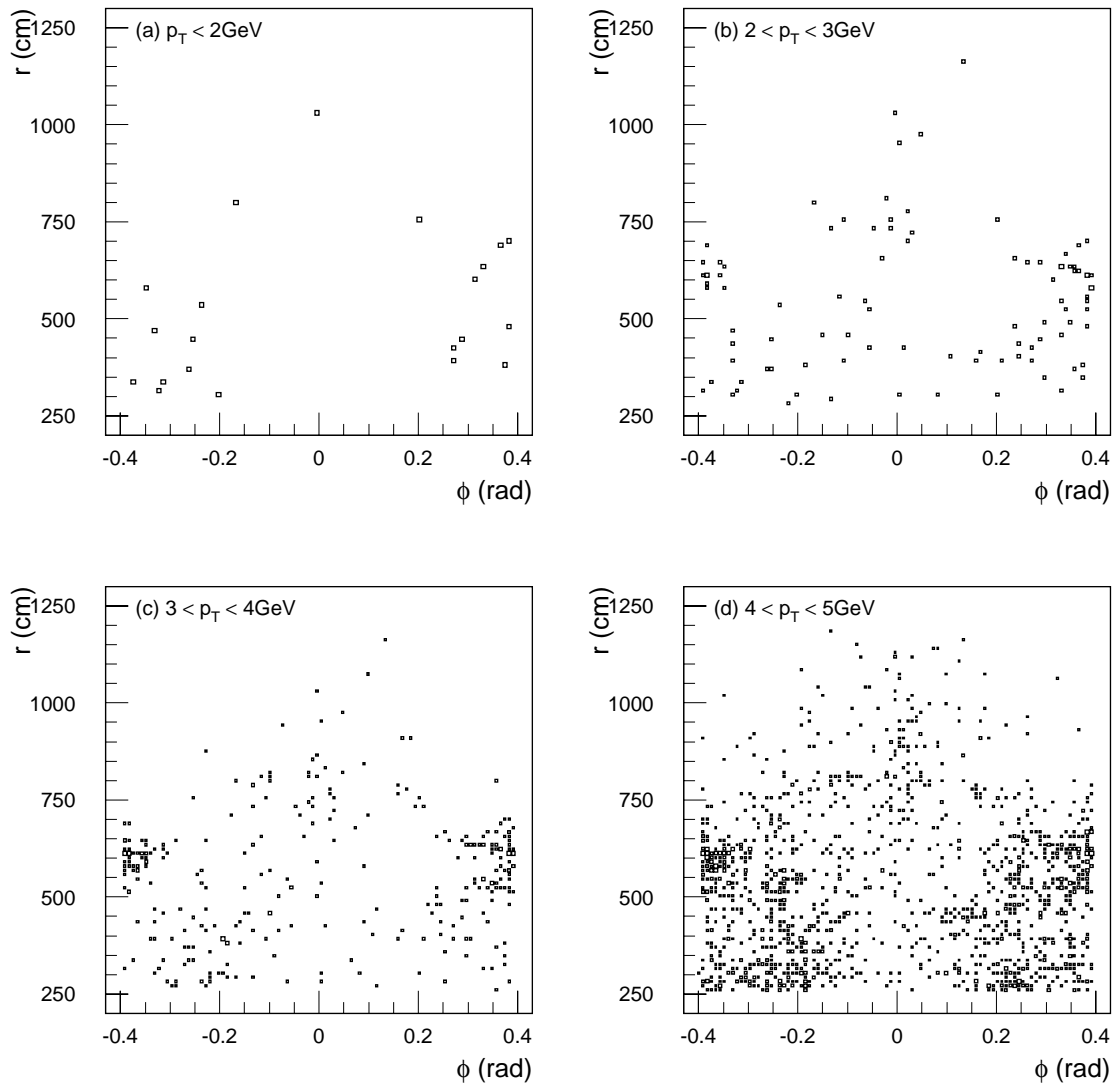 (a) p_T < 2GeV
r (cm)
1250
1000
750
500
250
-0.4 -0.2 0 0.2 0.4
ϕ (rad)
(b) 2 < p_T < 3GeV
r (cm)
1250
1000
750
500
250
-0.4 -0.2 0 0.2 0.4
ϕ (rad)
(c) 3 < p_T < 4GeV
r (cm)
1250
1000
750
500
250
-0.4 -0.2 0 0.2 0.4
ϕ (rad)
(d) 4 < p_T < 5GeV
r (cm)
1250
1000
750
500
250
-0.4 -0.2 0 0.2 0.4
ϕ (rad)